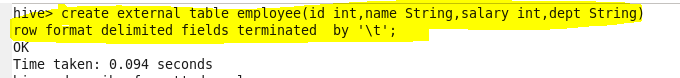 hive> create external table employee(id int,name String,salary int,dept String)
row format delimited fields terminated  by '\t';
OK
Time taken: 0.094 seconds